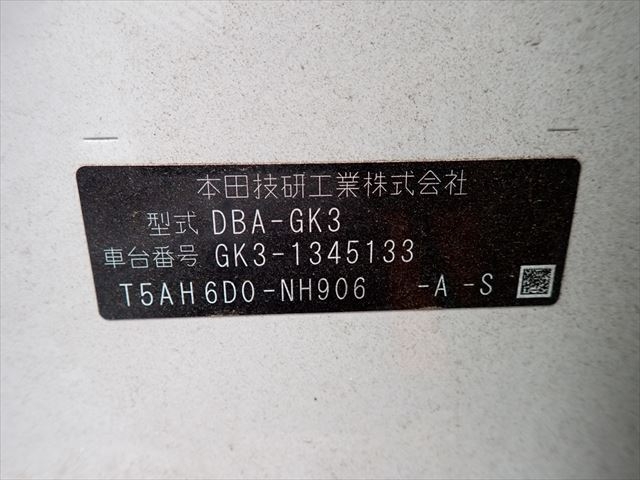 本田技研工業株式会社
型式 DBA-GK3
車台番号 GK3-1345133
T5AH6D0-NH906 -A-S